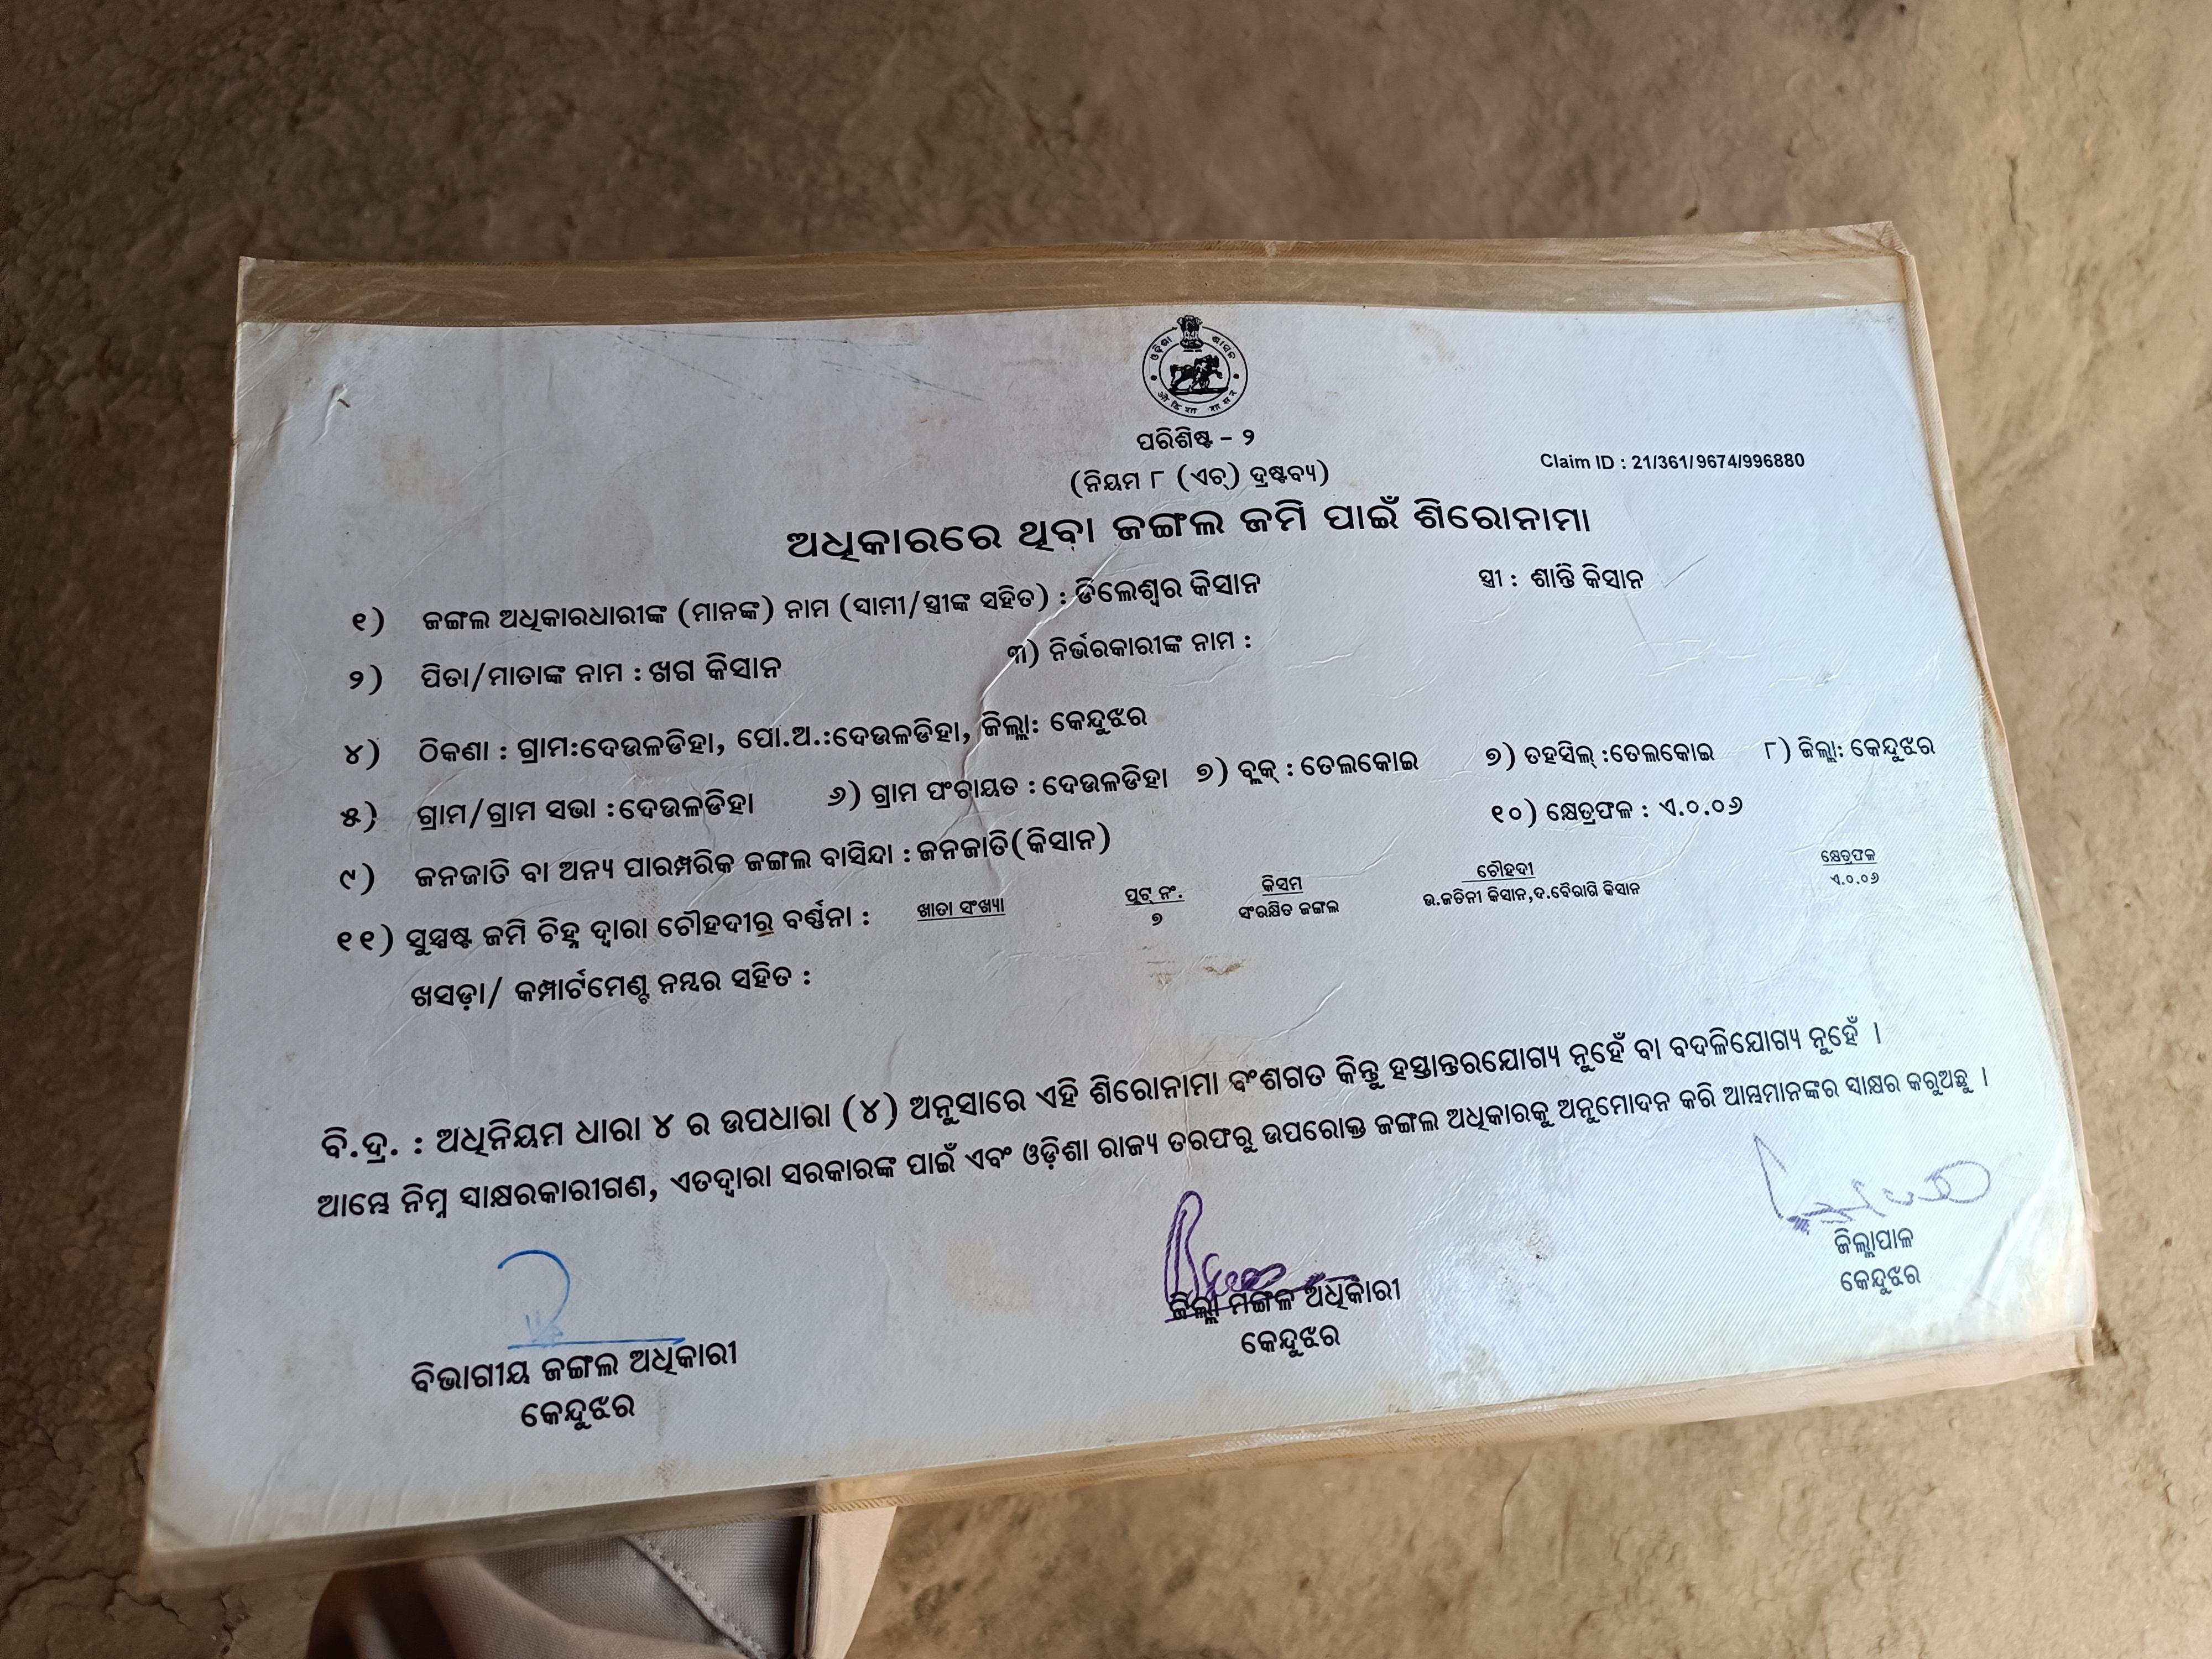 ଓଡ଼ିଶା ଶାସନ
ओडिशा शासन
ପରିଶିଷ୍ଟ - ୨
(ନିୟମ ୮ (ଏଚ୍) ଦ୍ରଷ୍ଟବ୍ୟ)
Claim ID : 21/361/9674/996880
ଅଧିକାରରେ ଥିବା ଜଙ୍ଗଲ ଜମି ପାଇଁ ଶିରୋନାମା
୧) ଜଙ୍ଗଲ ଅଧିକାରଧାରୀଙ୍କ (ମାନଙ୍କ) ନାମ (ସାମୀ/ସ୍ତ୍ରୀଙ୍କ ସହିତ) : ଡିଲେଶ୍ୱର କିସାନ ସ୍ତ୍ରୀ : ଶାନ୍ତି କିସାନ
୨) ପିତା/ମାତାଙ୍କ ନାମ : ଖଗ କିସାନ ୩) ନିର୍ଭରକାରୀଙ୍କ ନାମ :
୪) ଠିକଣା : ଗ୍ରାମ:ଦେଉଳଡିହା, ପୋ.ଅ.:ଦେଉଳଡିହା, ଜିଲ୍ଲା: କେନ୍ଦୁଝର
୫) ଗ୍ରାମ/ଗ୍ରାମ ସଭା :ଦେଉଳଡିହା ୬) ଗ୍ରାମ ପଂଚାୟତ : ଦେଉଳଡିହା ୭) ବ୍ଲକ୍ : ତେଲକୋଇ ୭) ତହସିଲ୍ :ତେଲକୋଇ ୮) ଜିଲ୍ଲା: କେନ୍ଦୁଝର
୯) ଜନଜାତି ବା ଅନ୍ୟ ପାରମ୍ପରିକ ଜଙ୍ଗଲ ବାସିନ୍ଦା : ଜନଜାତି(କିସାନ) ୧୦) କ୍ଷେତ୍ରଫଳ : ଏ.୦.୦୬
୧୧) ସୁସ୍ପଷ୍ଟ ଜମି ଚିହ୍ନ ଦ୍ୱାରା ଚୌହଦୀର ବର୍ଣ୍ଣନା : ଖାତା ସଂଖ୍ୟା ପ୍ଲଟ୍ ନଂ. କିସମ ଚୌହଦୀ କ୍ଷେତ୍ରଫଳ
୭ ସଂରକ୍ଷିତ ଜଙ୍ଗଲ ଉ.ଜଟିନୀ କିସାନ,ଦ.ବୈରାଗି କିସାନ ଏ.୦.୦୬
ଖସଡ଼ା/ କମ୍ପାର୍ଟମେଣ୍ଟ ନମ୍ବର ସହିତ :
ବି.ଦ୍ର. : ଅଧିନିୟମ ଧାରା ୪ ର ଉପଧାରା (୪) ଅନୁସାରେ ଏହି ଶିରୋନାମା ବଂଶଗତ କିନ୍ତୁ ହସ୍ତାନ୍ତରଯୋଗ୍ୟ ନୁହେଁ ବା ବଦଳିଯୋଗ୍ୟ ନୁହେଁ ।
ଆମ୍ଭେ ନିମ୍ନ ସ୍ୱାକ୍ଷରକାରୀଗଣ, ଏତଦ୍ଦ୍ୱାରା ସରକାରଙ୍କ ପାଇଁ ଏବଂ ଓଡ଼ିଶା ରାଜ୍ୟ ତରଫରୁ ଉପରୋକ୍ତ ଜଙ୍ଗଲ ଅଧିକାରକୁ ଅନୁମୋଦନ କରି ଆମ୍ଭମାନଙ୍କର ସ୍ୱାକ୍ଷର କରୁଅଛୁ ।
ବିଭାଗୀୟ ଜଙ୍ଗଲ ଅଧିକାରୀ
କେନ୍ଦୁଝର
ଜିଲ୍ଲା ମଙ୍ଗଳ ଅଧିକାରୀ
କେନ୍ଦୁଝର
ଜିଲ୍ଲାପାଳ
କେନ୍ଦୁଝର